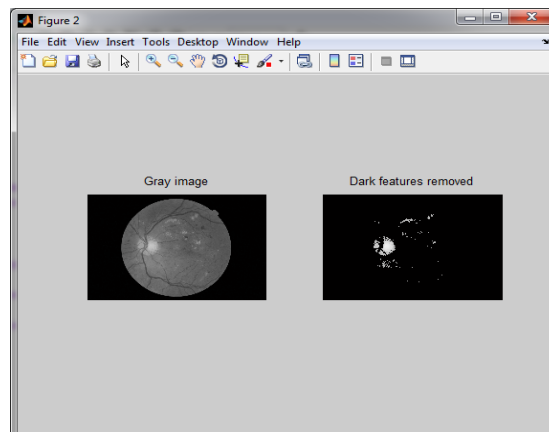 Figure 2
File Edit View Insert Tools Desktop Window Help
Gray image
Dark features removed